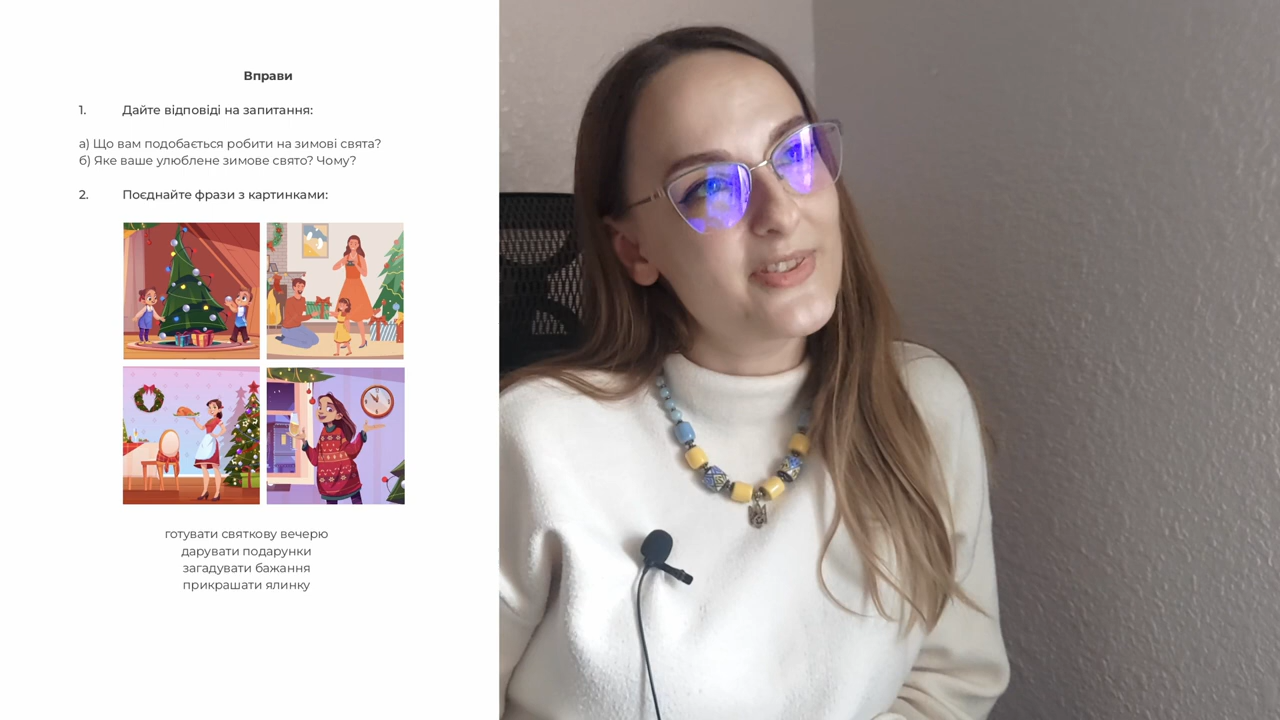 Вправи
1. Дайте відповіді на запитання:
а) Що вам подобається робити на зимові свята?
б) Яке ваше улюблене зимове свято? Чому?
2. Поєднайте фрази з картинками:
готувати святкову вечерю
дарувати подарунки
загадувати бажання
прикрашати ялинку